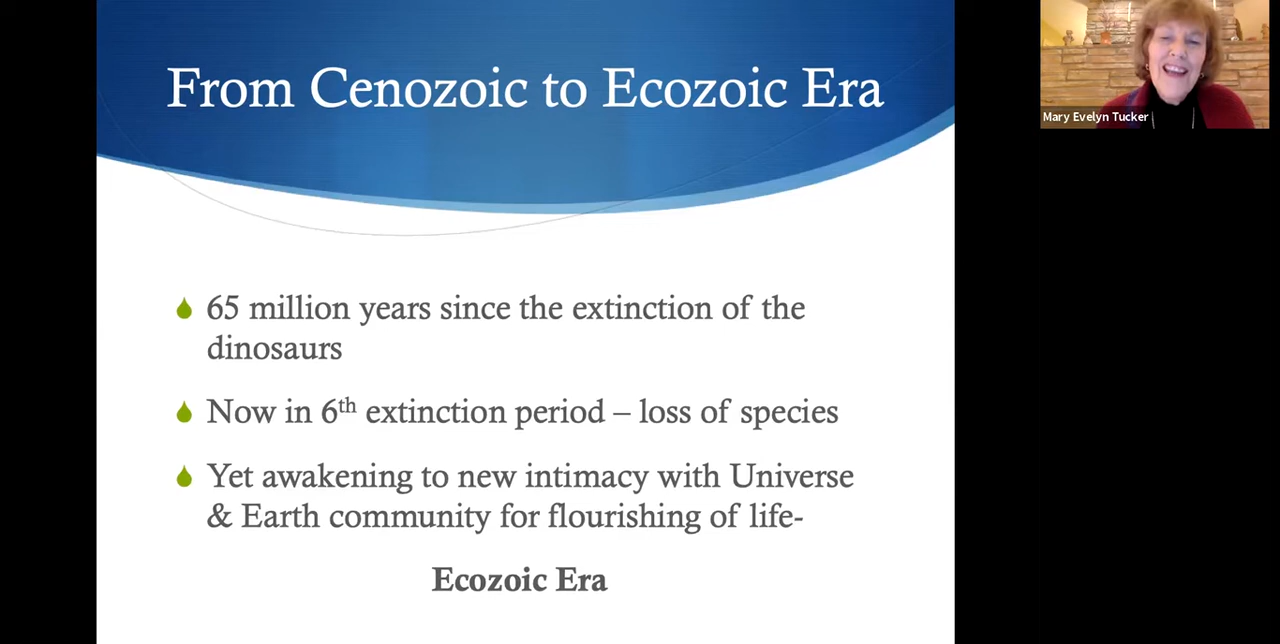 From Cenozoic to Ecozoic Era
Mary Evelyn Tucker
65 million years since the extinction of the
dinosaurs
Now in 6th extinction period – loss of species
Yet awakening to new intimacy with Universe
& Earth community for flourishing of life-
Ecozoic Era